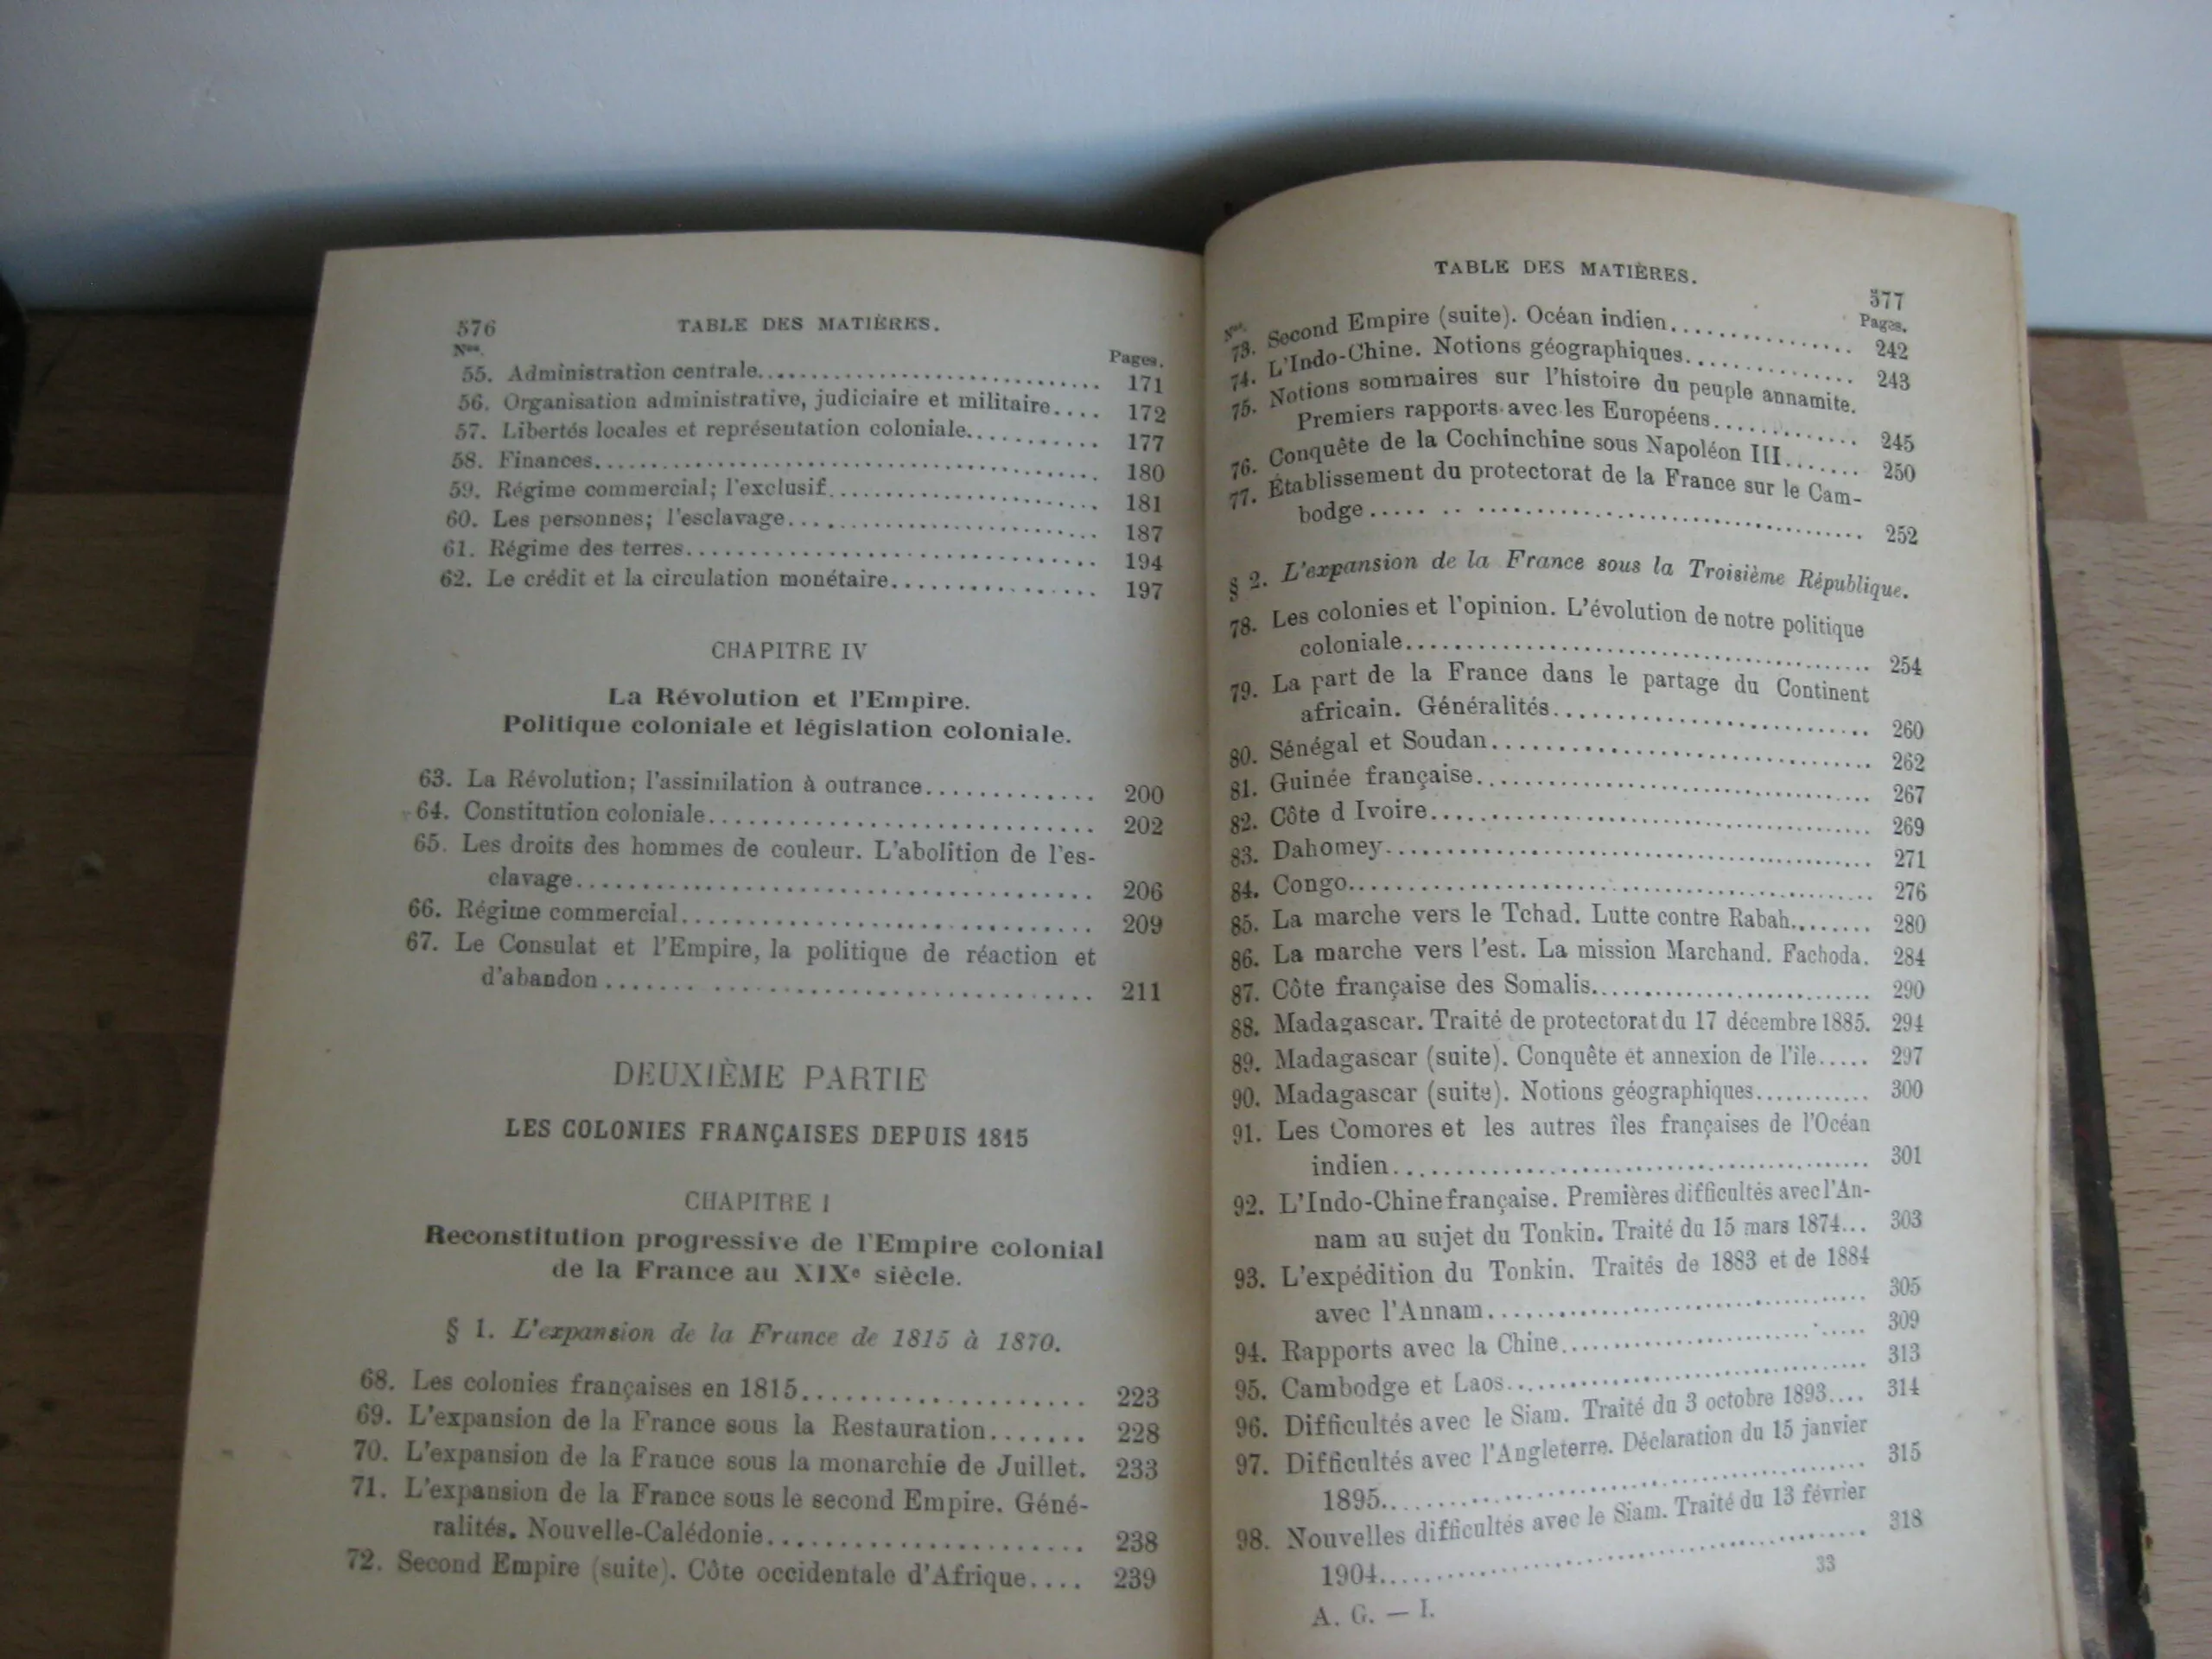 576 TABLE DES MATIÈRES.
Nos. Pages.
55. Administration centrale.............................. 171
56. Organisation administrative, judiciaire et militaire.... 172
57. Libertés locales et représentation coloniale............ 177
58. Finances........................................ 180
59. Régime commercial; l'exclusif........................ 181
60. Les personnes; l'esclavage........................... 187
61. Régime des terres................................ 194
62. Le crédit et la circulation monétaire................ 197
CHAPITRE IV
La Révolution et l'Empire.
Politique coloniale et législation coloniale.
63. La Révolution; l'assimilation à outrance............. 200
64. Constitution coloniale.............................. 202
65. Les droits des hommes de couleur. L'abolition de l'es-
clavage........................................ 206
66. Régime commercial................................ 209
67. Le Consulat et l'Empire, la politique de réaction et
d'abandon....................................... 211
DEUXIÈME PARTIE
LES COLONIES FRANÇAISES DEPUIS 1815
CHAPITRE I
Reconstitution progressive de l'Empire colonial
de la France au XIXe siècle.
§ 1. L'expansion de la France de 1815 à 1870.
68. Les colonies françaises en 1815...................... 223
69. L'expansion de la France sous la Restauration....... 228
70. L'expansion de la France sous la monarchie de Juillet. 233
71. L'expansion de la France sous le second Empire. Géné-
ralités. Nouvelle-Calédonie........................ 238
72. Second Empire (suite). Côte occidentale d'Afrique.... 239
TABLE DES MATIÈRES. 577
Nos. Pages.
73. Second Empire (suite). Océan indien............... 242
74. L'Indo-Chine. Notions géographiques............... 243
75. Notions sommaires sur l'histoire du peuple annamite.
Premiers rapports avec les Européens............. 245
76. Conquête de la Cochinchine sous Napoléon III....... 250
77. Établissement du protectorat de la France sur le Cam-
bodge........................................ 252
§ 2. L'expansion de la France sous la Troisième République.
78. Les colonies et l'opinion. L'évolution de notre politique
coloniale...................................... 254
79. La part de la France dans le partage du Continent
africain. Généralités........................... 260
80. Sénégal et Soudan................................ 262
81. Guinée française................................. 267
82. Côte d Ivoire.................................... 269
83. Dahomey........................................ 271
84. Congo.......................................... 276
85. La marche vers le Tchad. Lutte contre Rabah........ 280
86. La marche vers l'est. La mission Marchand. Fachoda. 284
87. Côte française des Somalis........................ 290
88. Madagascar. Traité de protectorat du 17 décembre 1885. 294
89. Madagascar (suite). Conquête et annexion de l'île..... 297
90. Madagascar (suite). Notions géographiques............ 300
91. Les Comores et les autres îles françaises de l'Océan
indien........................................ 301
92. L'Indo-Chine française. Premières difficultés avec l'An-
nam au sujet du Tonkin. Traité du 15 mars 1874... 303
93. L'expédition du Tonkin. Traités de 1883 et de 1884
avec l'Annam................................. 305
94. Rapports avec la Chine........................... 309
95. Cambodge et Laos............................... 313
96. Difficultés avec le Siam. Traité du 3 octobre 1893.... 314
97. Difficultés avec l'Angleterre. Déclaration du 15 janvier
1895.......................................... 315
98. Nouvelles difficultés avec le Siam. Traité du 13 février
1904.......................................... 318
A. G. — I. 33